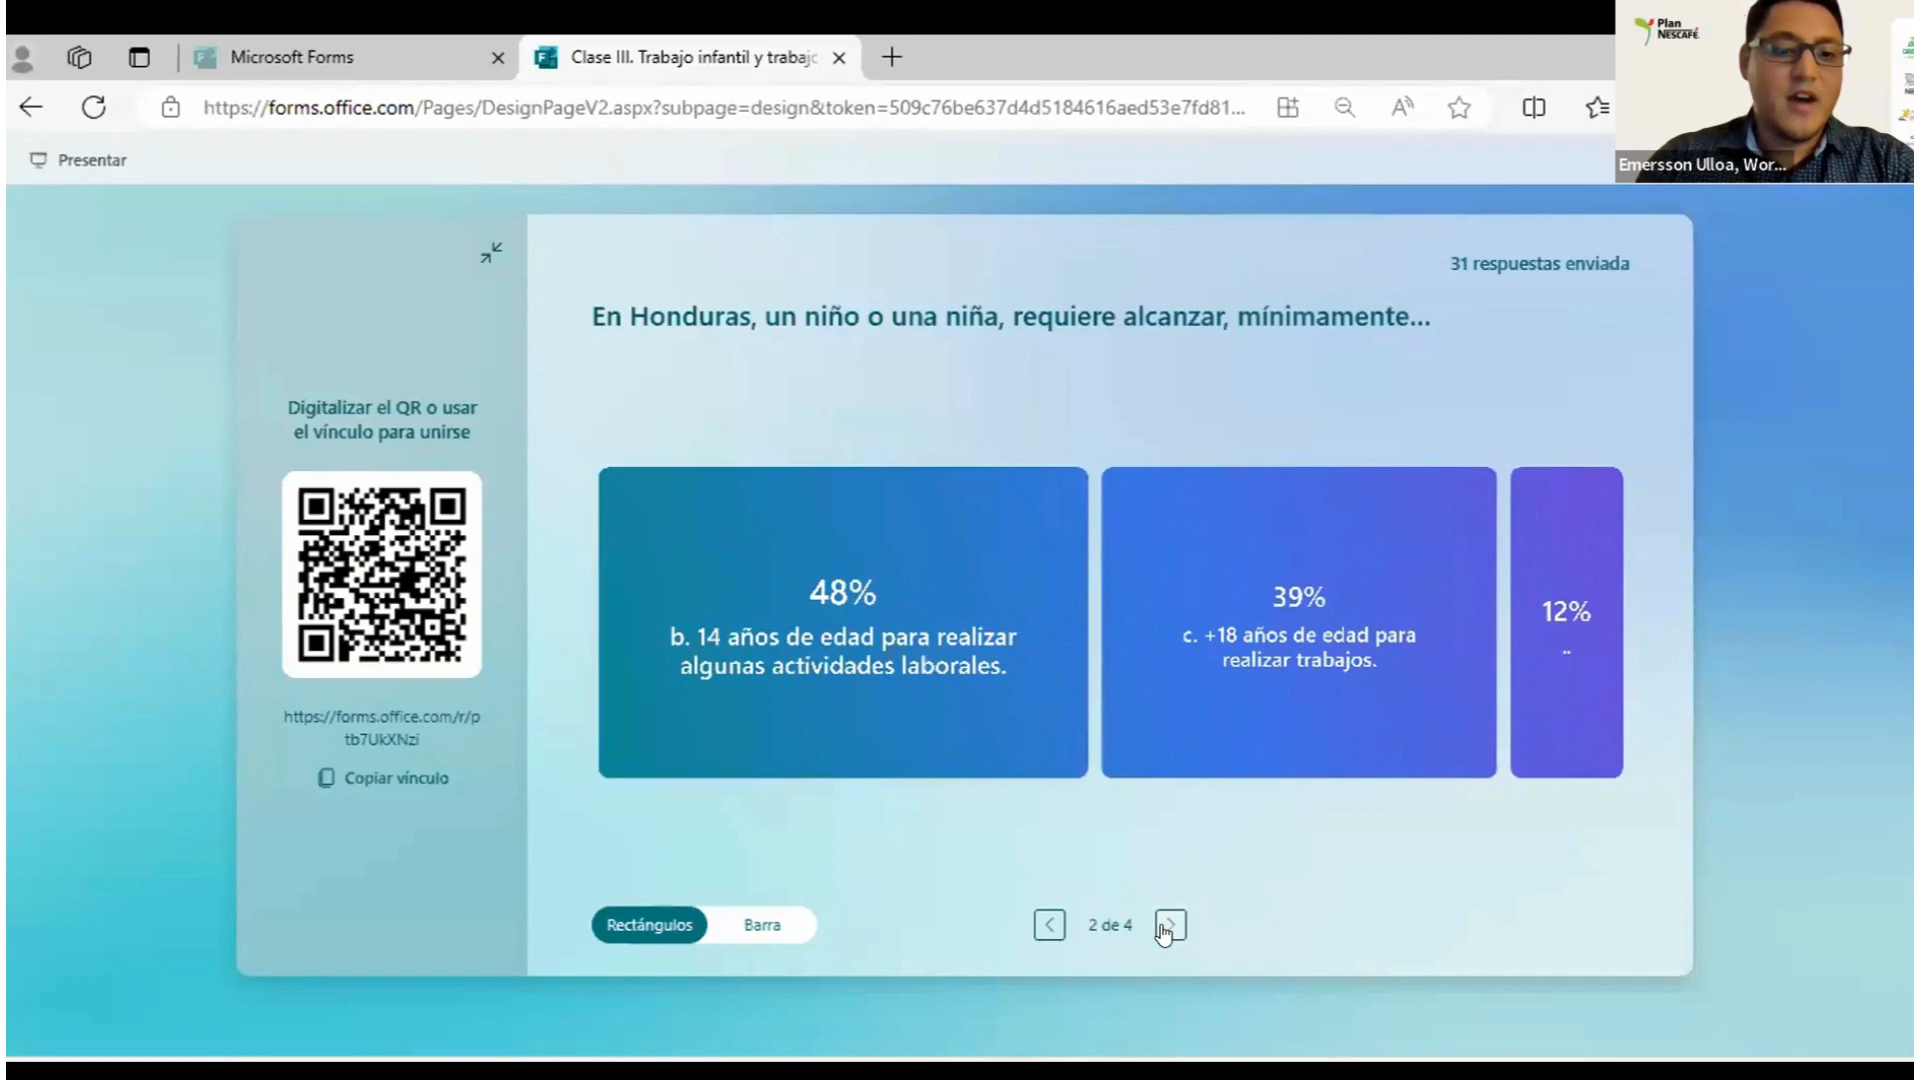 Microsoft Forms
Clase III. Trabajo infantil y trabajo
https://forms.office.com/Pages/DesignPageV2.aspx?subpage=design&token=509c76be637d4d5184616aed53e7fd81...
Plan
NESCAFÉ
Emersson Ulloa, Wor...
Presentar
31 respuestas enviada
En Honduras, un niño o una niña, requiere alcanzar, mínimamente...
Digitalizar el QR o usar
el vínculo para unirse
https://forms.office.com/r/p
tb7UkXNzi
Copiar vínculo
48%
b. 14 años de edad para realizar
algunas actividades laborales.
39%
c. +18 años de edad para
realizar trabajos.
12%
..
Rectángulos
Barra
2 de 4